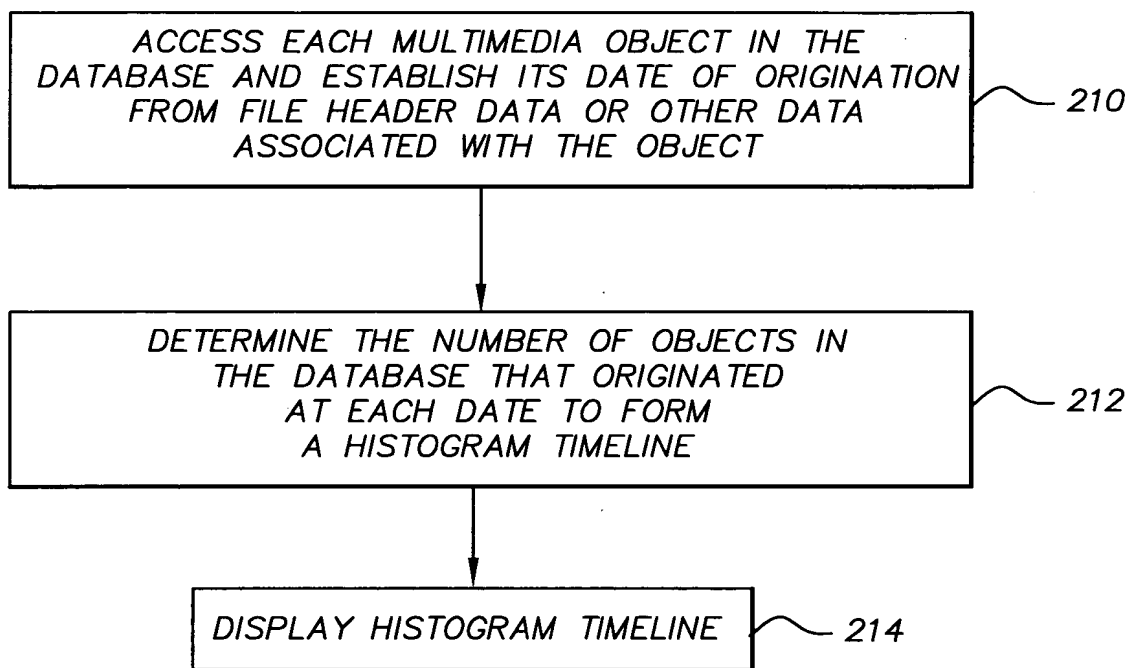 ACCESS EACH MULTIMEDIA OBJECT IN THE
DATABASE AND ESTABLISH ITS DATE OF ORIGINATION
FROM FILE HEADER DATA OR OTHER DATA
ASSOCIATED WITH THE OBJECT
210
DETERMINE THE NUMBER OF OBJECTS IN
THE DATABASE THAT ORIGINATED
AT EACH DATE TO FORM
A HISTOGRAM TIMELINE
212
DISPLAY HISTOGRAM TIMELINE
214